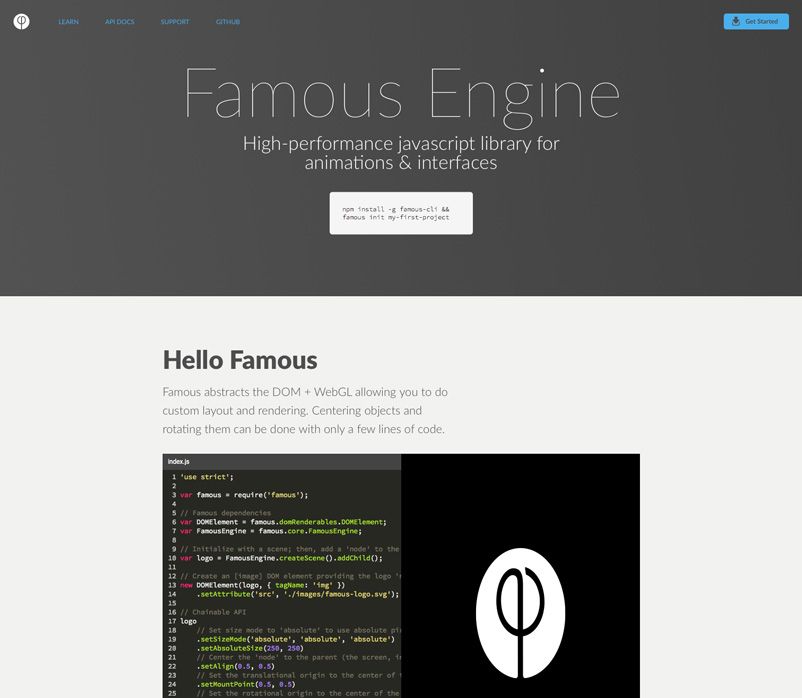 LEARN API DOCS SUPPORT GITHUB Get Started
Famous Engine
High-performance javascript library for
animations & interfaces
npm install -g famous-cli &&
famous init my-first-project
Hello Famous
Famous abstracts the DOM + WebGL allowing you to do
custom layout and rendering. Centering objects and
rotating them can be done with only a few lines of code.
index.js
1 'use strict';
2
3 var famous = require('famous');
4
5 // Famous dependencies
6 var DOMElement = famous.domRenderables.DOMElement;
7 var FamousEngine = famous.core.FamousEngine;
8
9 // Initialize with a scene; then, add a 'node' to the
10 var logo = FamousEngine.createScene().addChild();
11
12 // Create an [image] DOM element providing the logo
13 new DOMElement(logo, { tagName: 'img' })
14 .setAttribute('src', './images/famous-logo.svg');
15
16 // Chainable API
17 logo
18 // Set size mode to 'absolute' to use absolute
19 .setSizeMode('absolute', 'absolute', 'absolute')
20 .setAbsoluteSize(250, 250)
21 // Center the 'node' to the parent (the screen,
22 .setAlign(0.5, 0.5)
23 // Set the translational origin to the center of
24 .setMountPoint(0.5, 0.5)
25 // Set the rotational origin to the center of the